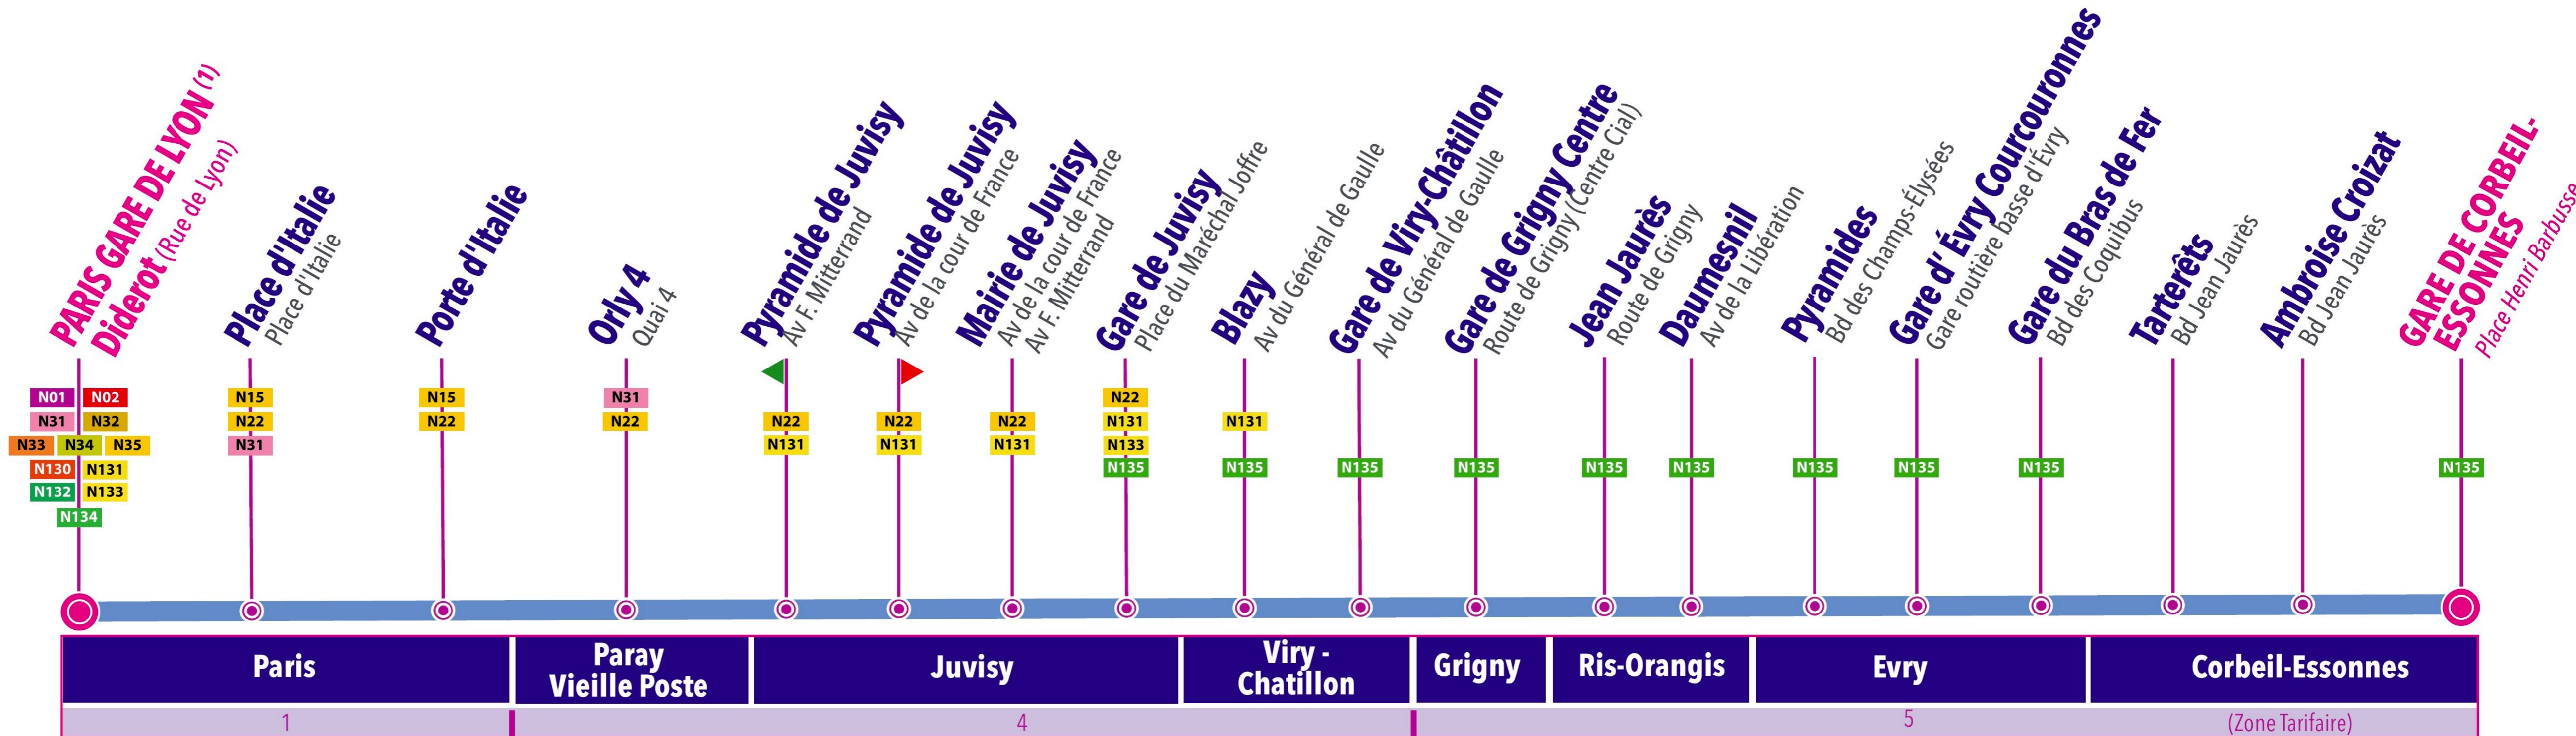 PARIS GARE DE LYON (1)
Diderot (Rue de Lyon)
Place d'Italie
Place d'Italie
Porte d'Italie
Orly 4
Quai 4
Pyramide de Juvisy
Av F. Mitterrand
Pyramide de Juvisy
Av de la cour de France
Mairie de Juvisy
Av de la cour de France
Av F. Mitterrand
Gare de Juvisy
Place du Maréchal Joffre
Blazy
Av du Général de Gaulle
Gare de Viry-Châtillon
Av du Général de Gaulle
Gare de Grigny Centre
Route de Grigny (Centre Cial)
Jean Jaurès
Route de Grigny
Daumesnil
Av de la Libération
Pyramides
Bd des Champs-Élysées
Gare d'Évry Courcouronnes
Gare routière basse d'Évry
Gare du Bras de Fer
Bd des Coquibus
Tarterêts
Bd Jean Jaurès
Ambroise Croizat
Bd Jean Jaurès
GARE DE CORBEIL-
ESSONNES
Place Henri Barbusse
N01 N02
N31 N32
N33 N34 N35
N130 N131
N132 N133
N134
N15
N22
N31
N15
N22
N31
N22
N22
N131
N22
N131
N22
N131
N22
N131
N133
N135
N131
N135
N135
N135
N135
N135
N135
N135
N135
N135
Paris
Paray
Vieille Poste
Juvisy
Viry -
Chatillon
Grigny
Ris-Orangis
Evry
Corbeil-Essonnes
1
4
5
(Zone Tarifaire)